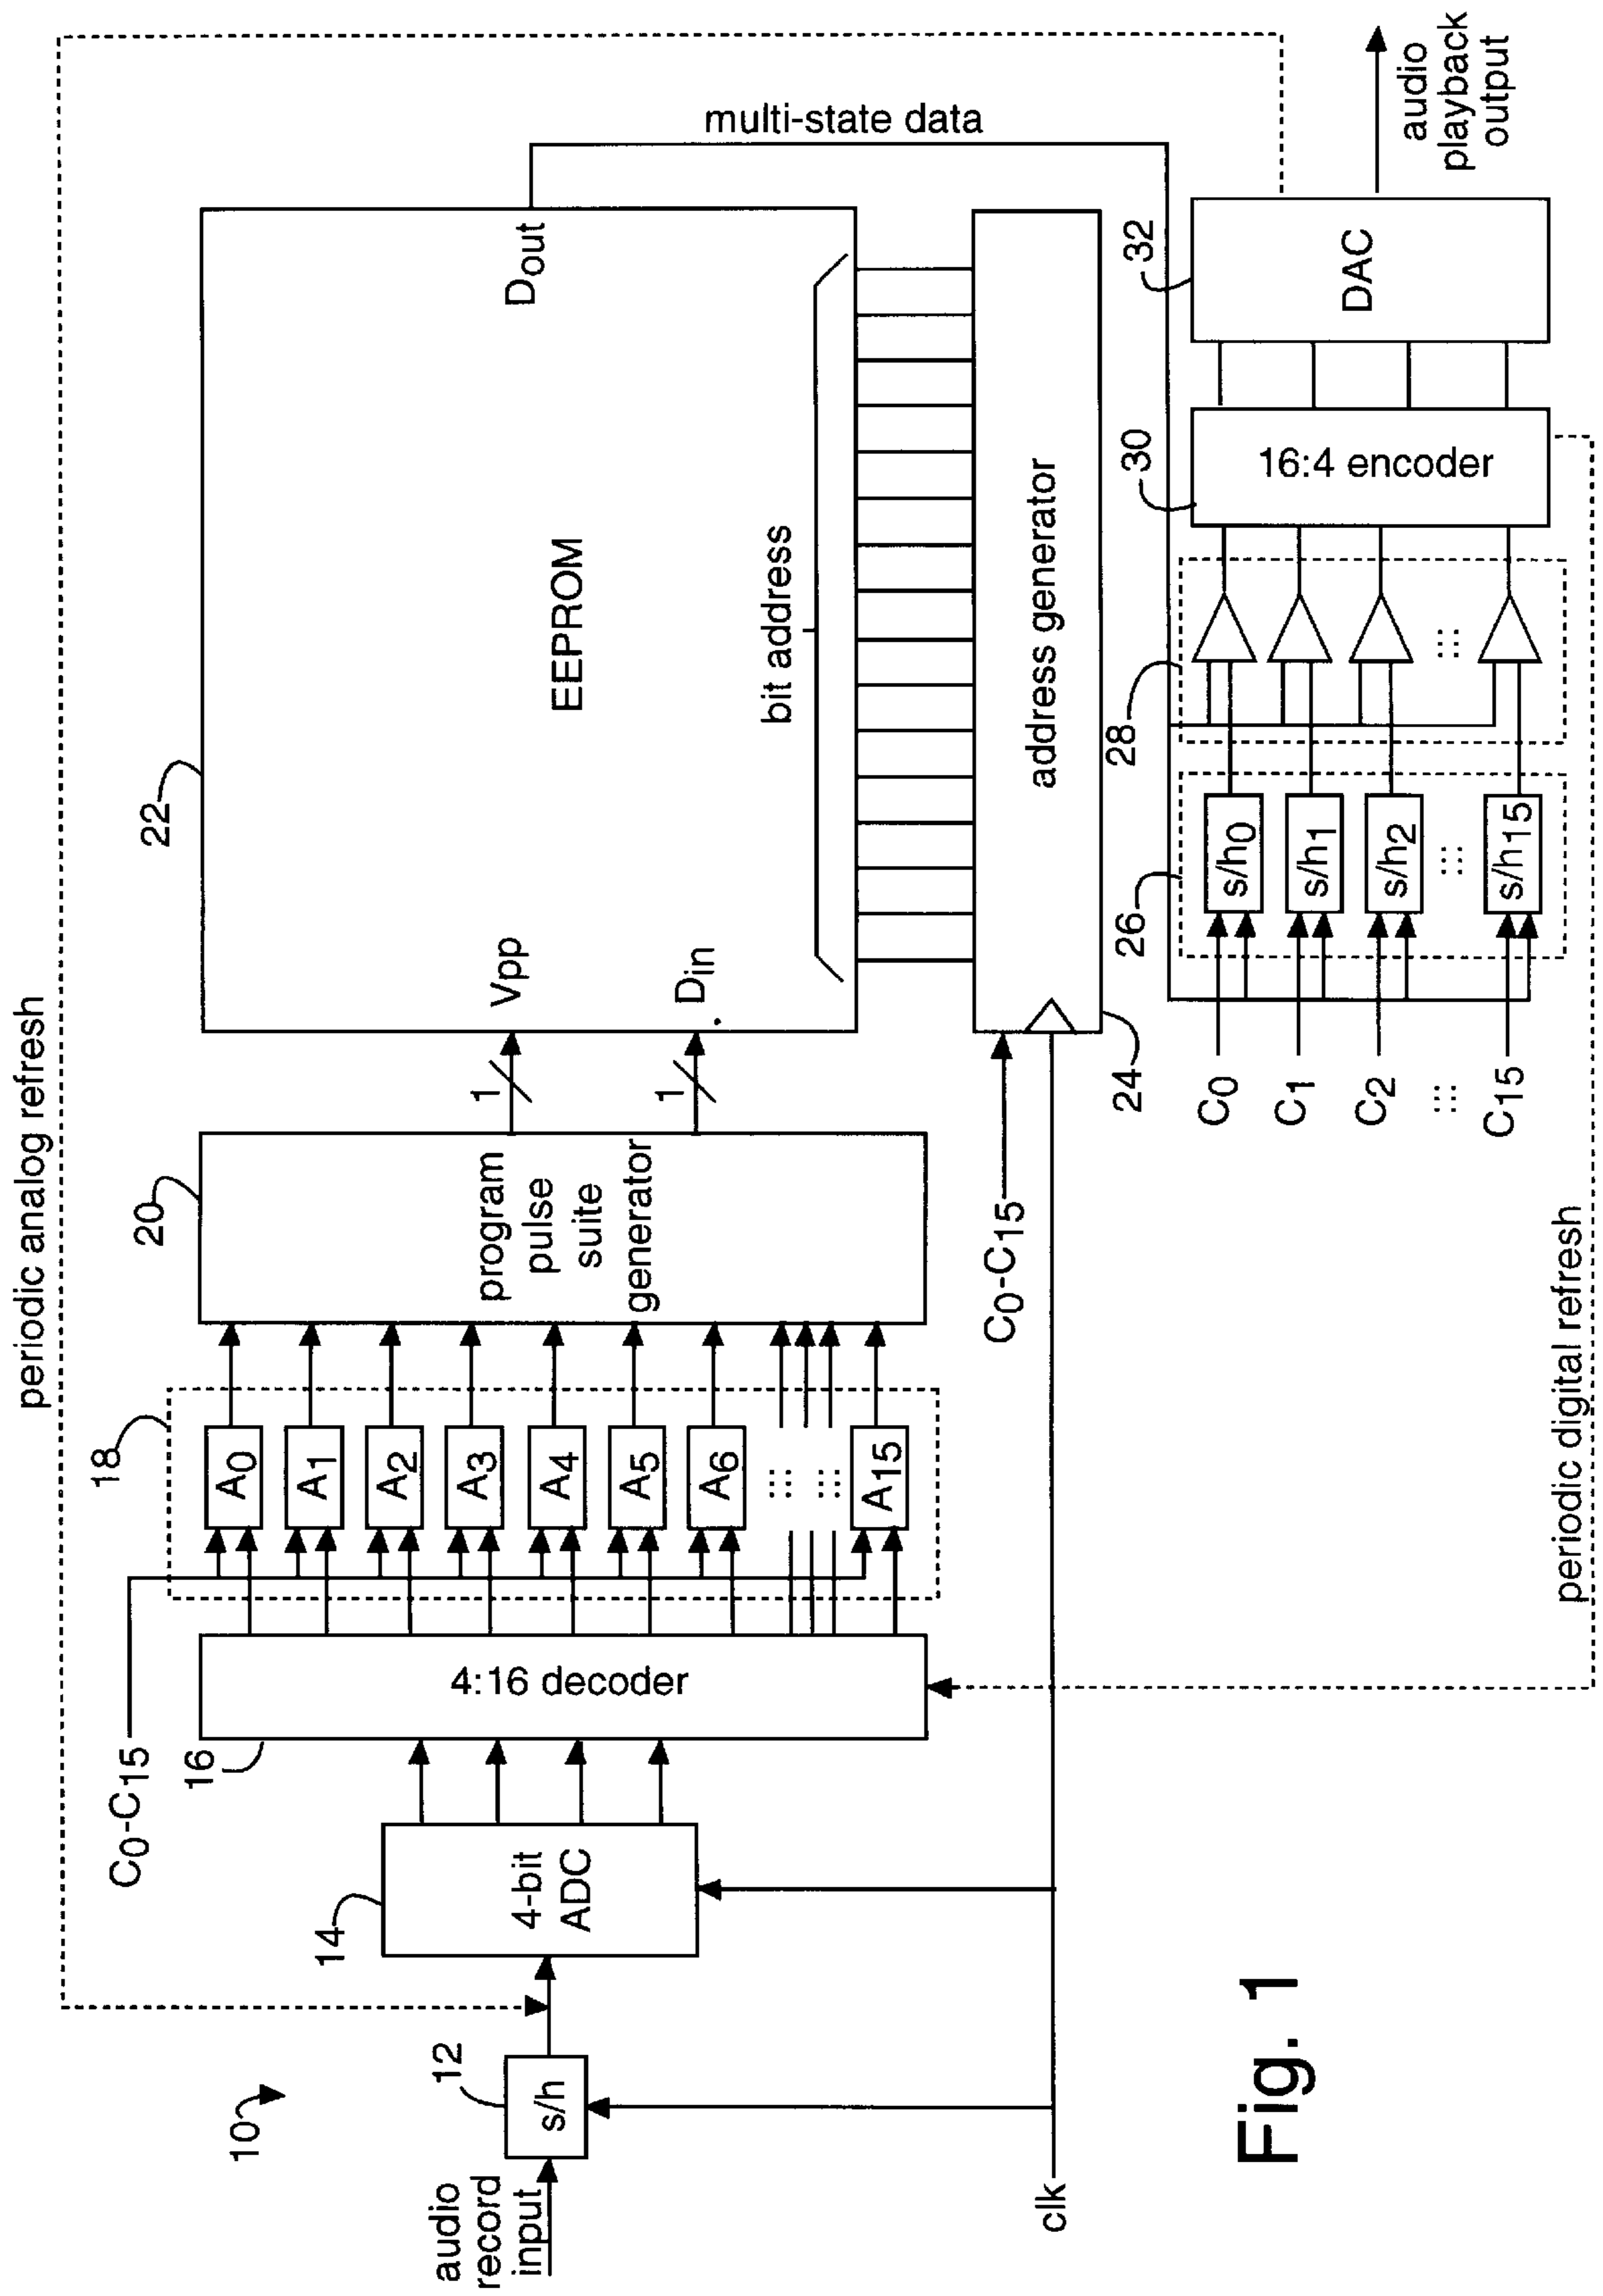 periodic analog refresh
10
audio
record
input
12
s/h
clk
14
4-bit
ADC
C0-C15
16
4:16 decoder
18
A0
A1
A2
A3
A4
A5
A6
...
...
A15
20
program
pulse
suite
generator
1
1
22
Vpp
Din
EEPROM
Dout
bit address
multi-state data
C0-C15
24
address generator
C0
C1
C2
...
C15
26
s/h0
s/h1
s/h2
...
s/h15
28
...
30
16:4 encoder
32
DAC
audio
playback
output
periodic digital refresh
Fig. 1